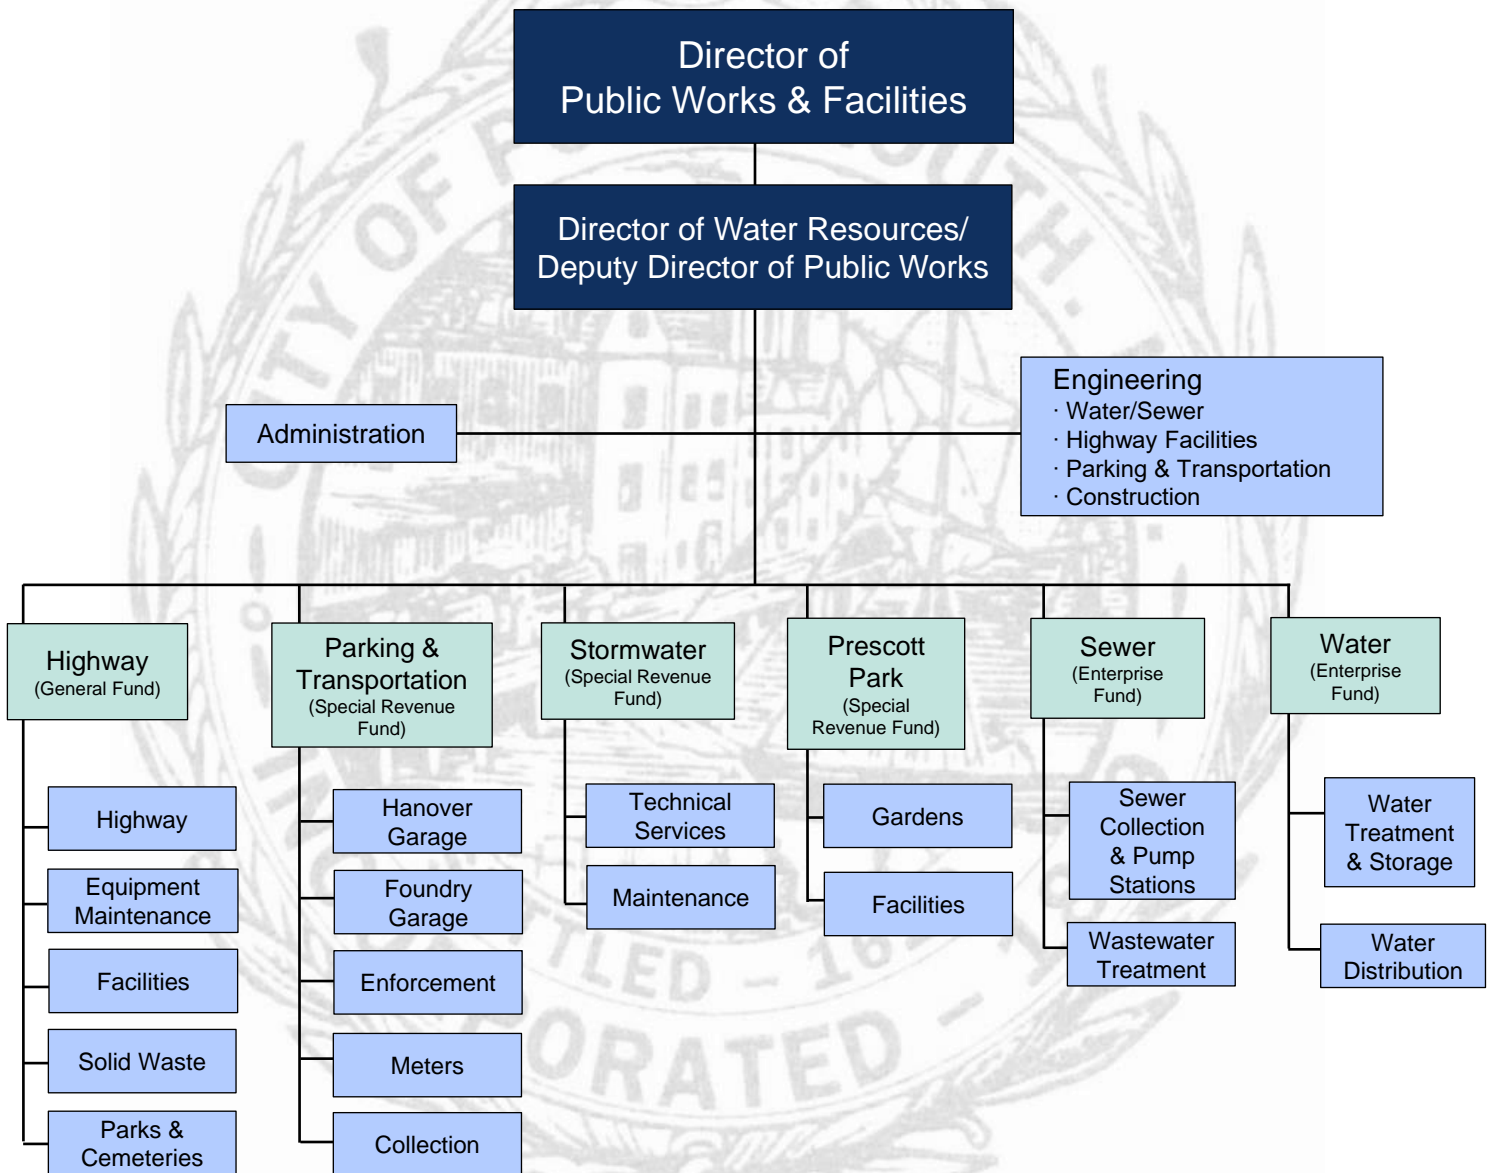 Director of
Public Works & Facilities
Director of Water Resources/
Deputy Director of Public Works
Administration
Engineering
· Water/Sewer
· Highway Facilities
· Parking & Transportation
· Construction
Highway
(General Fund)
Parking &
Transportation
(Special Revenue
Fund)
Stormwater
(Special Revenue
Fund)
Prescott
Park
(Special
Revenue Fund)
Sewer
(Enterprise
Fund)
Water
(Enterprise
Fund)
Highway
Equipment
Maintenance
Facilities
Solid Waste
Parks &
Cemeteries
Hanover
Garage
Foundry
Garage
Enforcement
Meters
Collection
Technical
Services
Maintenance
Gardens
Facilities
Sewer
Collection
& Pump
Stations
Wastewater
Treatment
Water
Treatment
& Storage
Water
Distribution
CITY OF